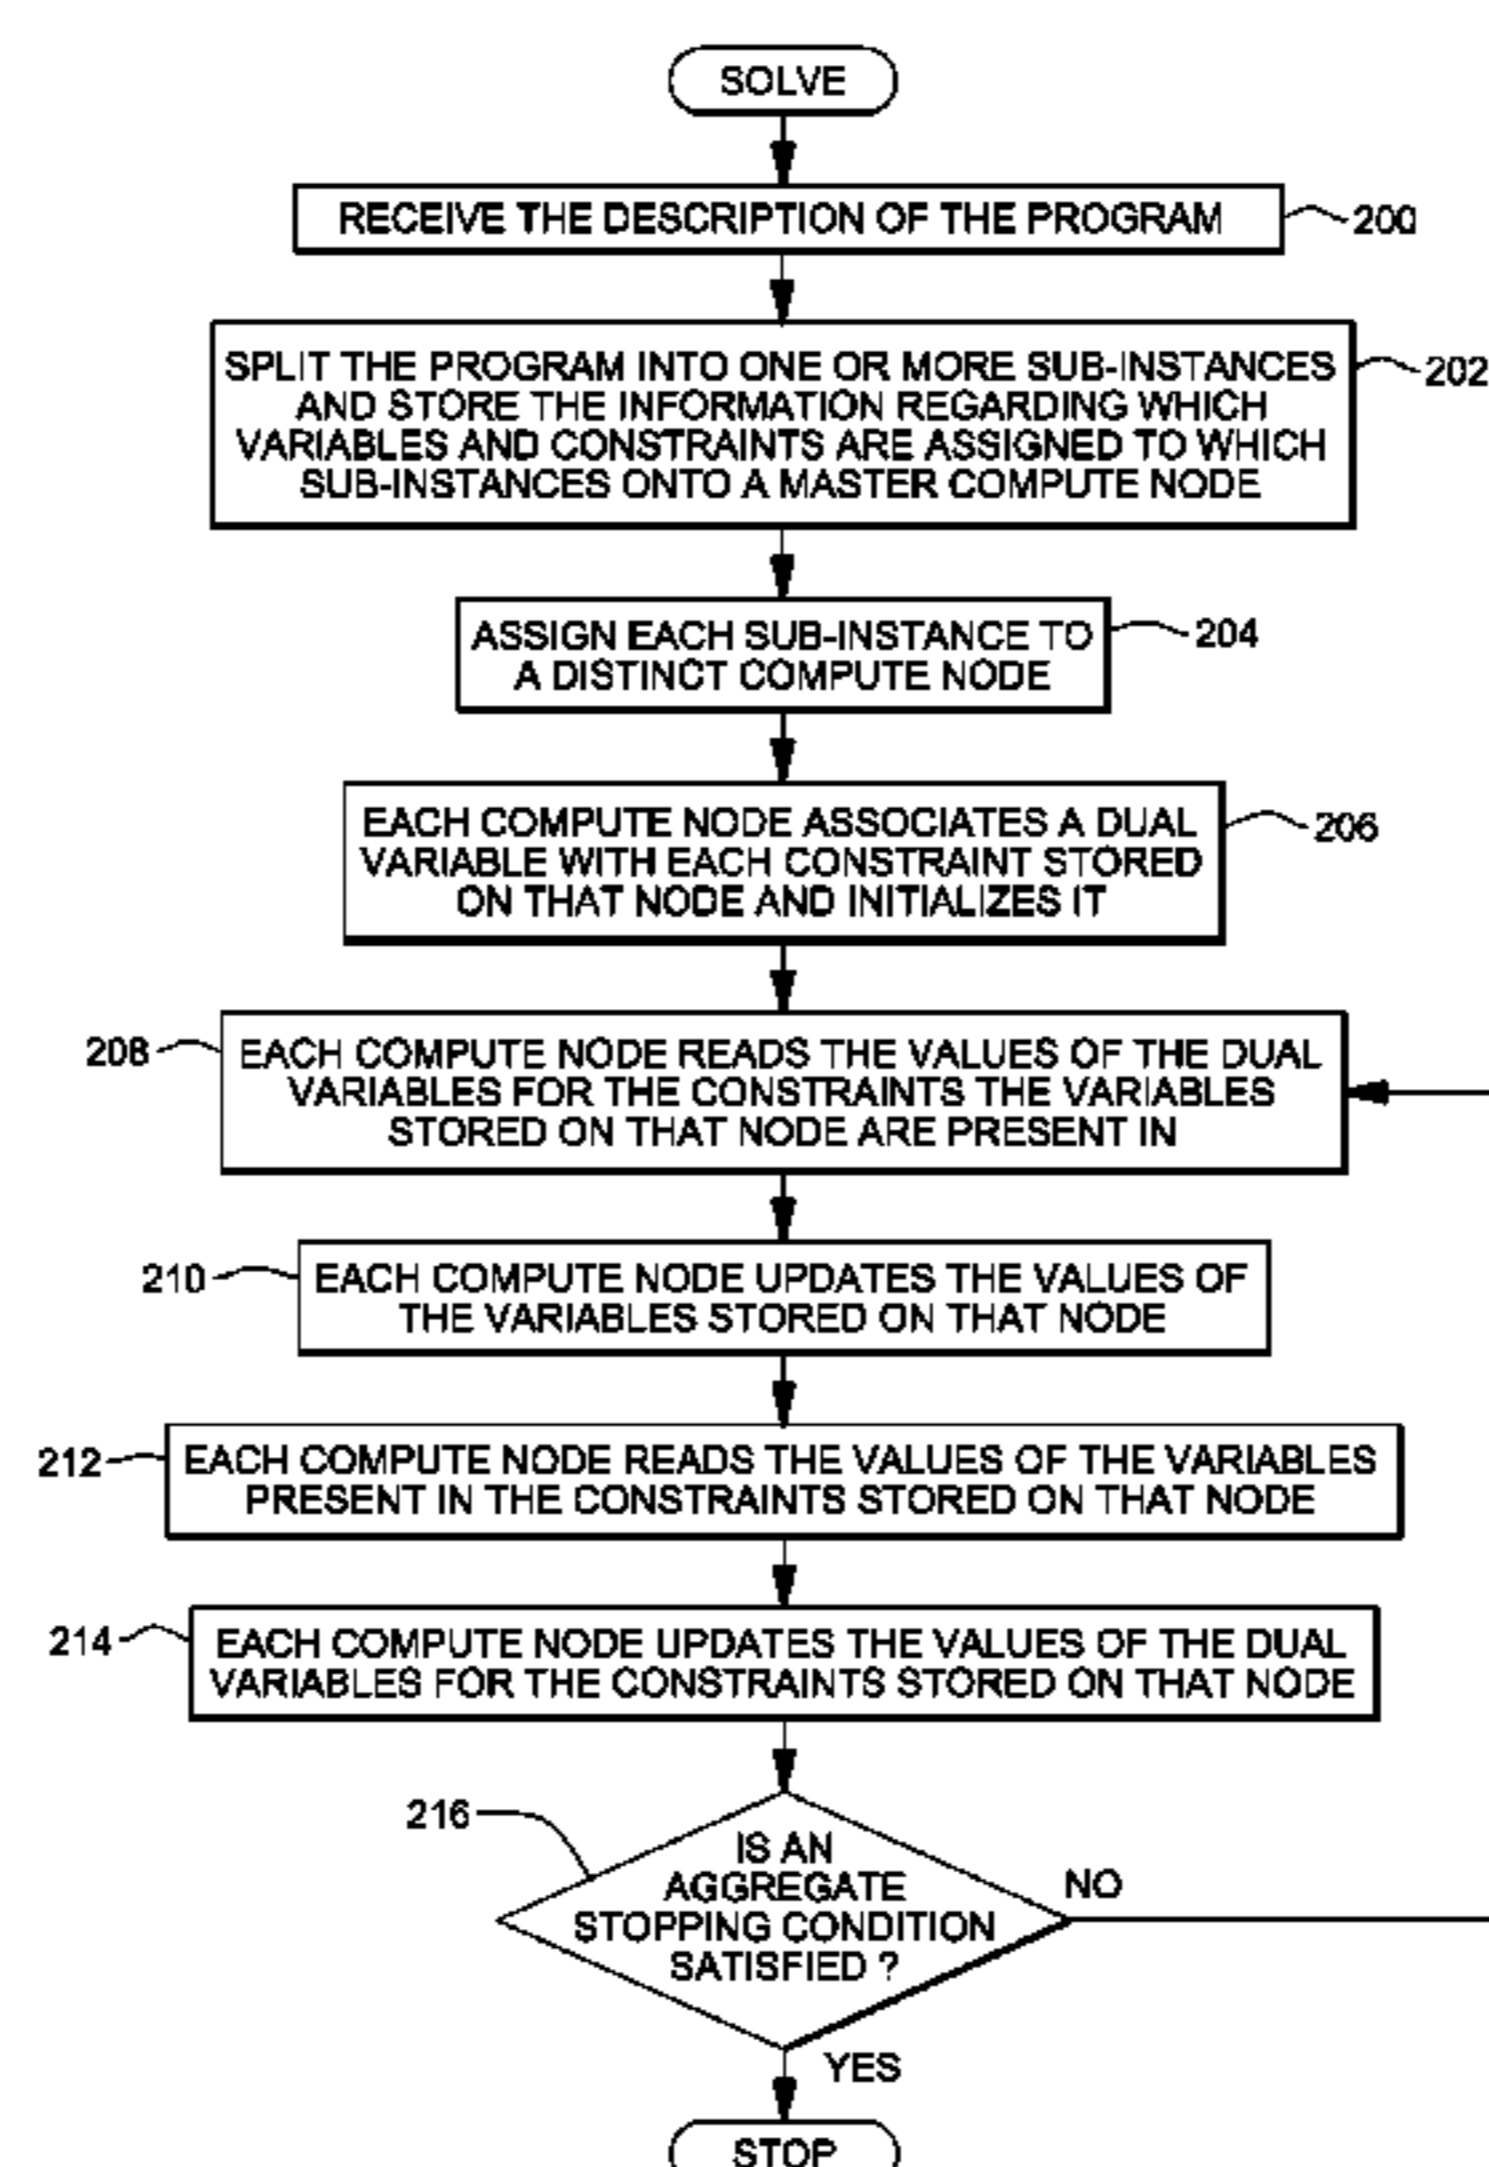 SOLVE
RECEIVE THE DESCRIPTION OF THE PROGRAM
200
SPLIT THE PROGRAM INTO ONE OR MORE SUB-INSTANCES
AND STORE THE INFORMATION REGARDING WHICH
VARIABLES AND CONSTRAINTS ARE ASSIGNED TO WHICH
SUB-INSTANCES ONTO A MASTER COMPUTE NODE
202
ASSIGN EACH SUB-INSTANCE TO
A DISTINCT COMPUTE NODE
204
EACH COMPUTE NODE ASSOCIATES A DUAL
VARIABLE WITH EACH CONSTRAINT STORED
ON THAT NODE AND INITIALIZES IT
206
208
EACH COMPUTE NODE READS THE VALUES OF THE DUAL
VARIABLES FOR THE CONSTRAINTS THE VARIABLES
STORED ON THAT NODE ARE PRESENT IN
210
EACH COMPUTE NODE UPDATES THE VALUES OF
THE VARIABLES STORED ON THAT NODE
212
EACH COMPUTE NODE READS THE VALUES OF THE VARIABLES
PRESENT IN THE CONSTRAINTS STORED ON THAT NODE
214
EACH COMPUTE NODE UPDATES THE VALUES OF THE DUAL
VARIABLES FOR THE CONSTRAINTS STORED ON THAT NODE
216
IS AN
AGGREGATE
STOPPING CONDITION
SATISFIED ?
NO
YES
STOP